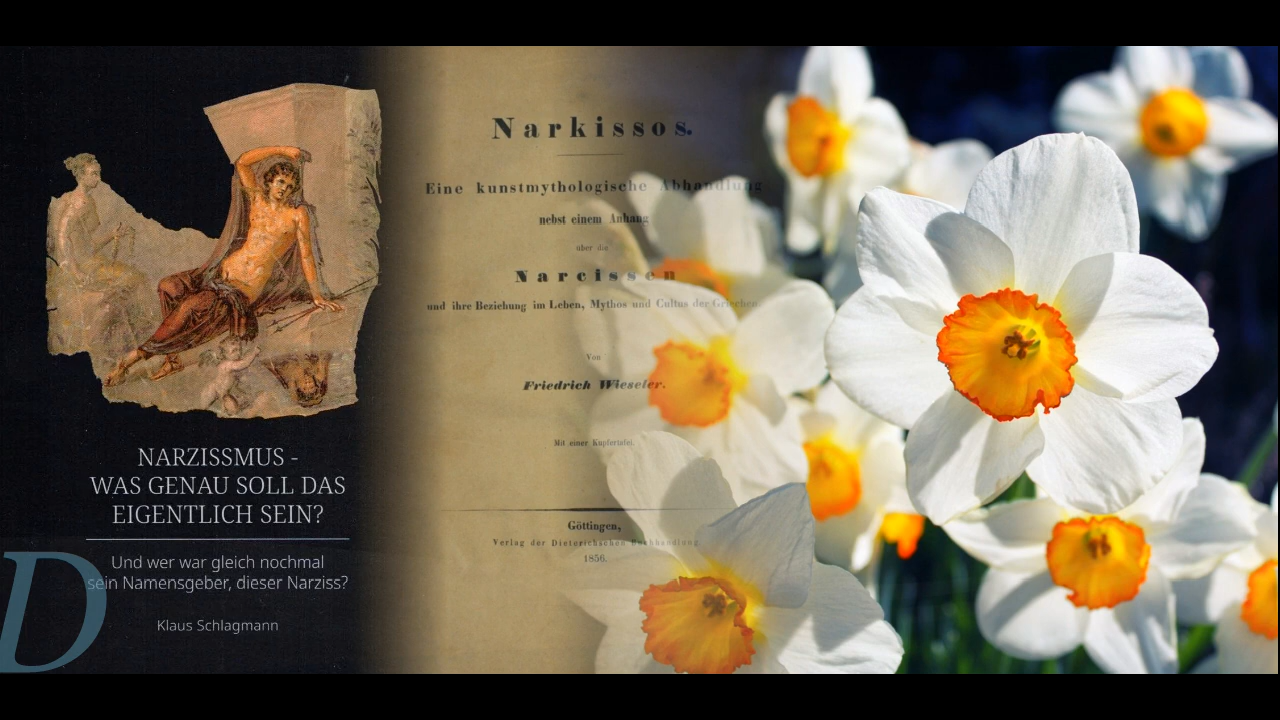 NARZISSMUS -
WAS GENAU SOLL DAS
EIGENTLICH SEIN?
Und wer war gleich nochmal
sein Namensgeber, dieser Narziss?
Klaus Schlagmann
D
Narkissos.
Eine kunstmythologische Abhandlung
nebst einem Anhang
über die
Narcissen
und ihre Beziehung im Leben, Mythos und Cultus der Griechen
Von
Friedrich Wieseler.
Mit einer Kupfertafel.
Göttingen,
Verlag der Dieterichschen Buchhandlung.
1856.